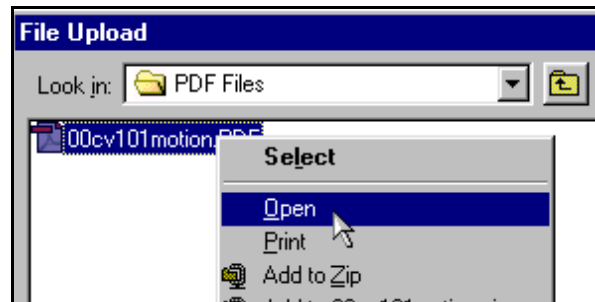 File Upload
Look in: PDF Files
00cv101motion.PDF
Select
Open
Print
Add to Zip